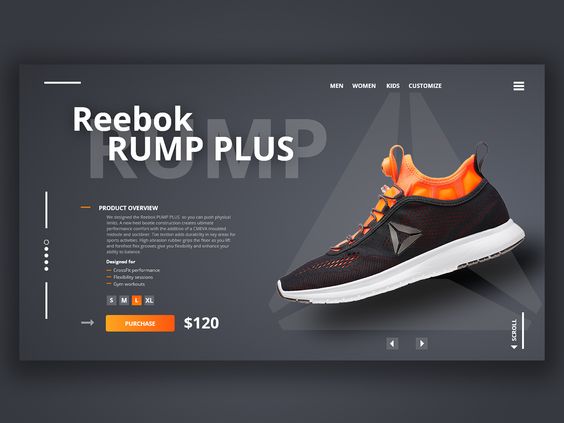 MEN WOMEN KIDS CUSTOMIZE
Reebok
RUMP
RUMP PLUS
PRODUCT OVERVIEW
We designed the Reebox PUMP PLUS so you can push physical
limits. A new heel bootie construction creates ultimate
performance comfort with the addition of a CMEVA moulded
midsole and sockliner. Toe textile adds durability in key areas for
sports activities. High abrasion rubber grips the floor as you lift
and forefoot flex grooves give you flexibility and enhance your
ability to balance.
Designed for
CrossFit performance
Flexibility sessions
Gym workouts
S M L XL
PURCHASE $120
SCROLL